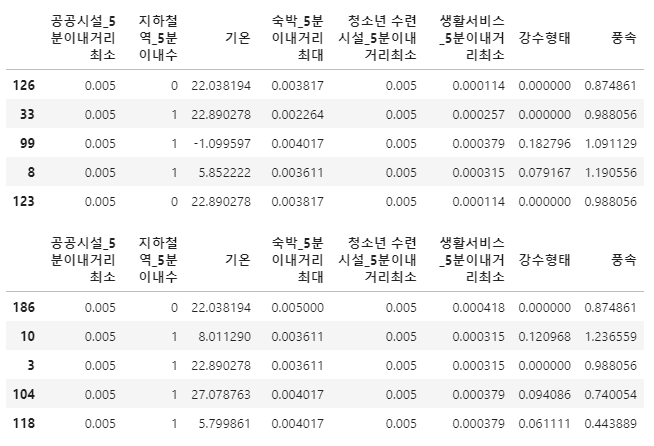 공공시설_5 지하철 숙박_5분 청소년 수련 생활서비스
분이내거리 역_5분 기온 이내거리 시설_5분이내 _5분이내거 강수형태 풍속
최소 이내수 최대 거리최소 리최소
126 0.005 0 22.038194 0.003817 0.005 0.000114 0.000000 0.874861
33 0.005 1 22.890278 0.002264 0.005 0.000257 0.000000 0.988056
99 0.005 1 -1.099597 0.004017 0.005 0.000379 0.182796 1.091129
8 0.005 1 5.852222 0.003611 0.005 0.000315 0.079167 1.190556
123 0.005 0 22.890278 0.003817 0.005 0.000114 0.000000 0.988056
공공시설_5 지하철 숙박_5분 청소년 수련 생활서비스
분이내거리 역_5분 기온 이내거리 시설_5분이내 _5분이내거 강수형태 풍속
최소 이내수 최대 거리최소 리최소
186 0.005 0 22.038194 0.005000 0.005 0.000418 0.000000 0.874861
10 0.005 1 8.011290 0.003611 0.005 0.000315 0.120968 1.236559
3 0.005 1 22.890278 0.003611 0.005 0.000315 0.000000 0.988056
104 0.005 1 27.078763 0.004017 0.005 0.000379 0.094086 0.740054
118 0.005 1 5.799861 0.004017 0.005 0.000379 0.061111 0.443889